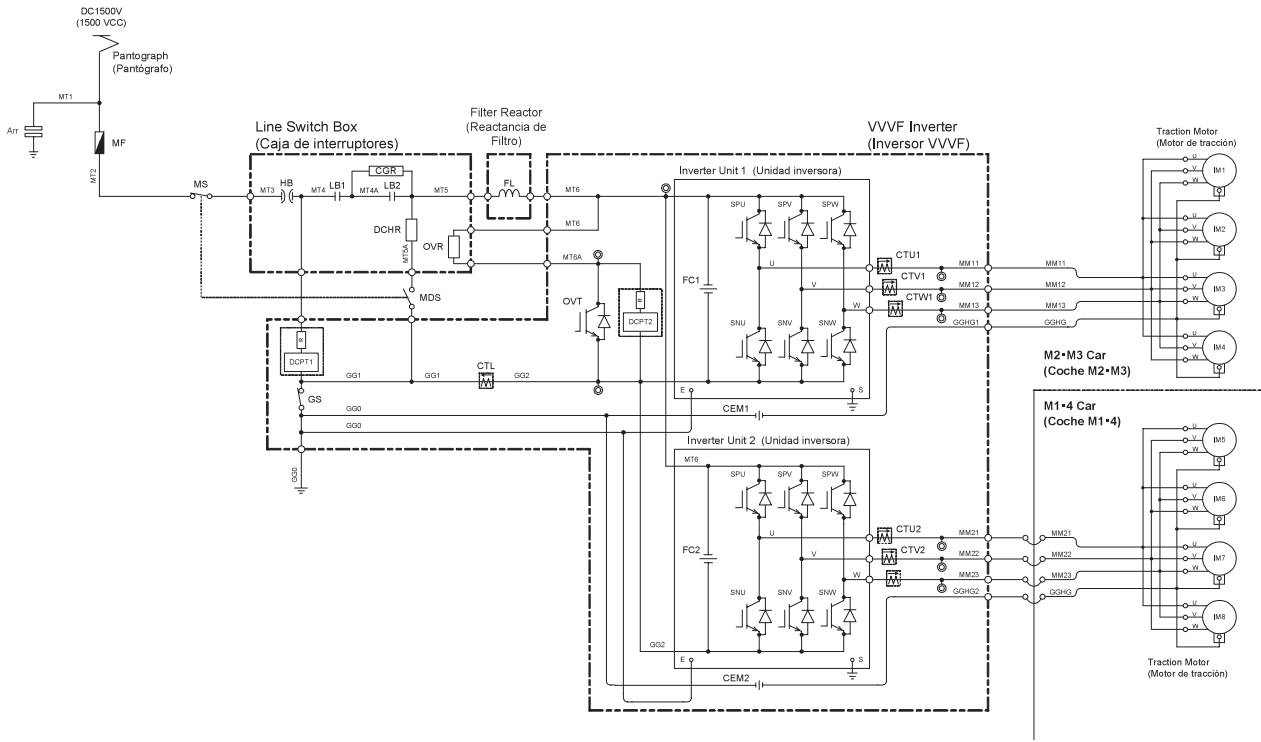 DC1500V
(1500 VCC)
Pantograph
(Pantógrafo)
MT1
Arr
MF
MT2
MS
Line Switch Box
(Caja de interruptores)
MT3
HB
MT4
LB1
MT4A
CGR
LB2
MT5
DCHR
MT5A
OVR
MDS
Filter Reactor
(Reactancia de
Filtro)
FL
MT6
MT6
MT6A
OVT
R
DCPT2
R
DCPT1
GG1
GG1
CTL
GG2
GS
GG0
GG0
GG0
VVVF Inverter
(Inversor VVVF)
Inverter Unit 1 (Unidad inversora)
SPU
SPV
SPW
FC1
U
V
W
SNU
SNV
SNW
E
S
CEM1
CTU1
CTV1
CTW1
MM11
MM12
MM13
GGHG1
MM11
MM12
MM13
GGHG
Inverter Unit 2 (Unidad inversora)
MT6
SPU
SPV
SPW
FC2
U
V
W
SNU
SNV
SNW
GG2
E
S
CEM2
CTU2
CTV2
MM21
MM22
MM23
GGHG2
MM21
MM22
MM23
GGHG
Traction Motor
(Motor de tracción)
U
V
W
IM1
U
V
W
IM2
U
V
W
IM3
U
V
W
IM4
M2▪M3 Car
(Coche M2▪M3)
M1▪4 Car
(Coche M1▪4)
U
V
W
IM5
U
V
W
IM6
U
V
W
IM7
U
V
W
IM8
Traction Motor
(Motor de tracción)